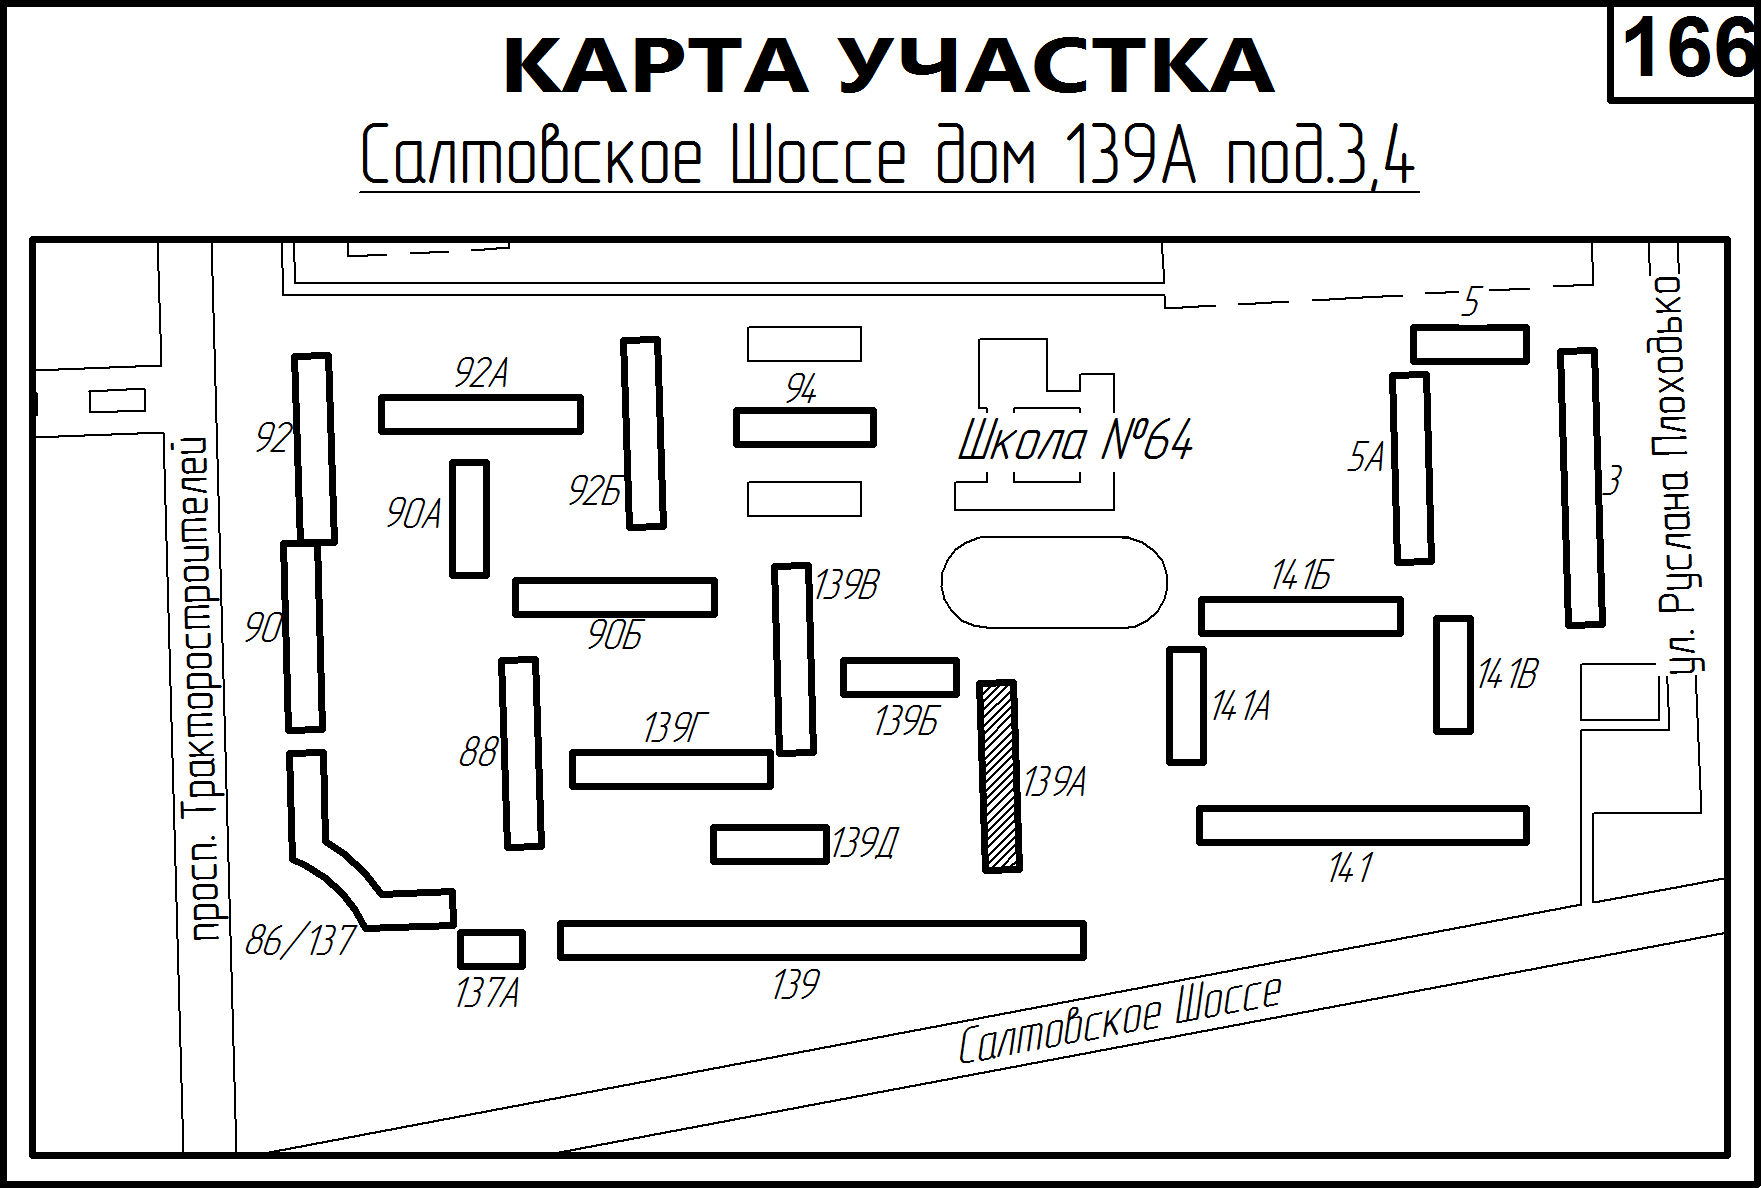 166
КАРТА УЧАСТКА
Салтовское Шоссе дом 139А под.3,4
5
92А
94
92
Школа №64
5А
3
92Б
90А
ул. Руслана Плоходько
просп. Тракторостроителей
139В
141Б
90
90Б
141В
141А
139Б
139Г
88
139А
139Д
141
86/137
137А
139
Салтовское Шоссе